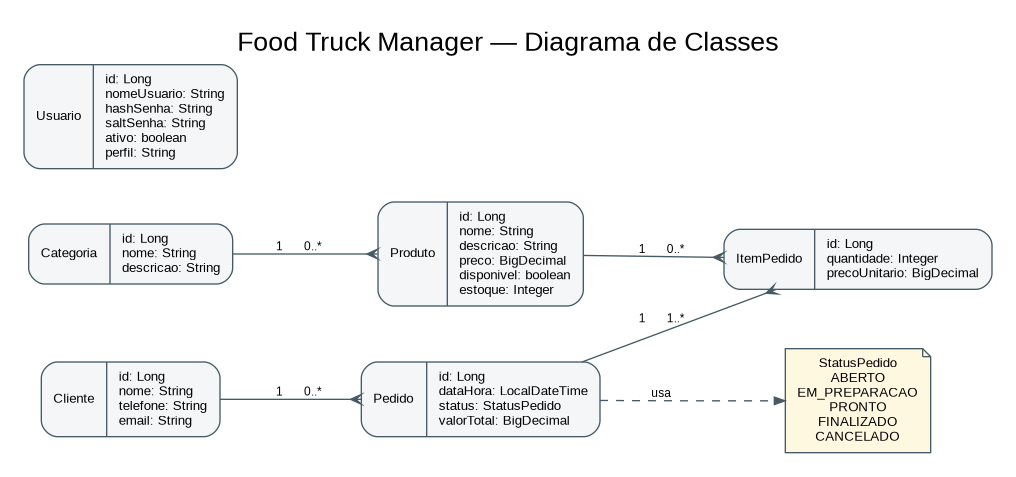 Food Truck Manager — Diagrama de Classes
Usuario
id: Long
nomeUsuario: String
hashSenha: String
saltSenha: String
ativo: boolean
perfil: String
Categoria
id: Long
nome: String
descricao: String
1 0..*
Produto
id: Long
nome: String
descricao: String
preco: BigDecimal
disponivel: boolean
estoque: Integer
1 0..*
ItemPedido
id: Long
quantidade: Integer
precoUnitario: BigDecimal
1 1..*
Cliente
id: Long
nome: String
telefone: String
email: String
1 0..*
Pedido
id: Long
dataHora: LocalDateTime
status: StatusPedido
valorTotal: BigDecimal
usa
StatusPedido
ABERTO
EM_PREPARACAO
PRONTO
FINALIZADO
CANCELADO